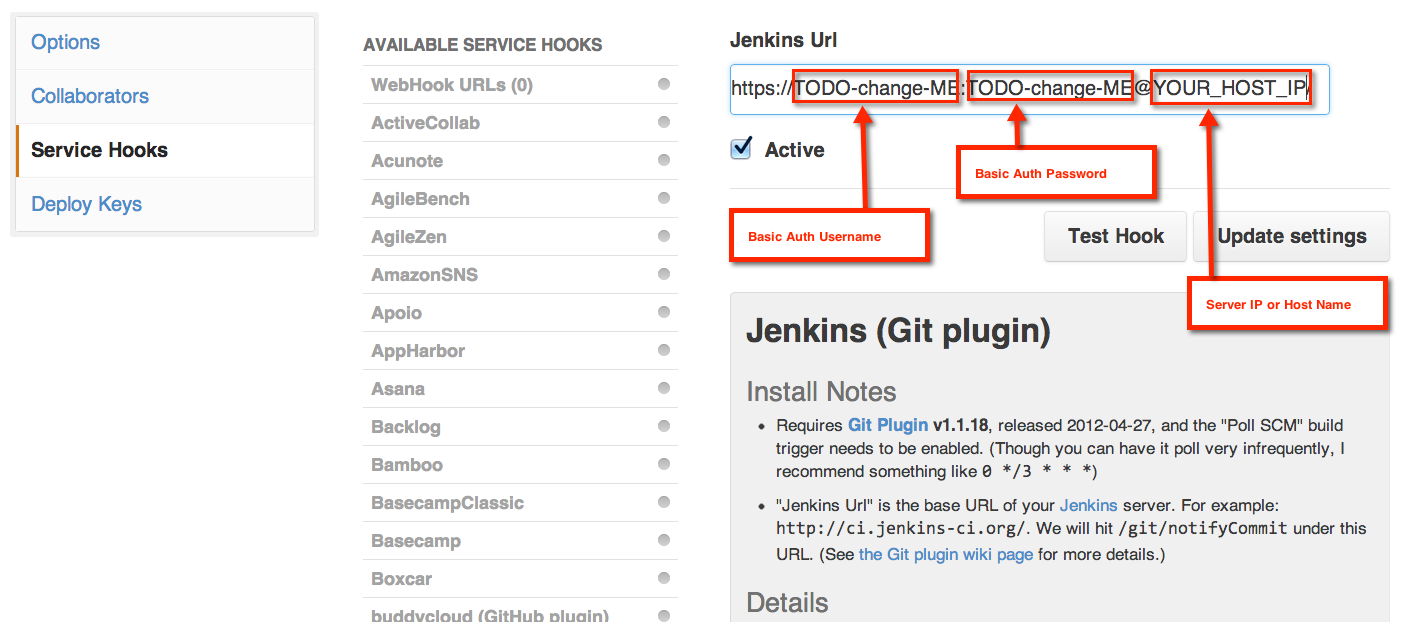 Options
Collaborators
Service Hooks
Deploy Keys
AVAILABLE SERVICE HOOKS
WebHook URLs (0)
ActiveCollab
Acunote
AgileBench
AgileZen
AmazonSNS
Apoio
AppHarbor
Asana
Backlog
Bamboo
BasecampClassic
Basecamp
Boxcar
buddycloud (GitHub plugin)
Jenkins Url
https://TODO-change-ME:TODO-change-ME@YOUR_HOST_IP/
Active
Basic Auth Password
Basic Auth Username
Test Hook
Update settings
Server IP or Host Name
Jenkins (Git plugin)
Install Notes
• Requires Git Plugin v1.1.18, released 2012-04-27, and the "Poll SCM" build
trigger needs to be enabled. (Though you can have it poll very infrequently, I
recommend something like 0 */3 * * *)
• "Jenkins Url" is the base URL of your Jenkins server. For example:
http://ci.jenkins-ci.org/. We will hit /git/notifyCommit under this
URL. (See the Git plugin wiki page for more details.)
Details